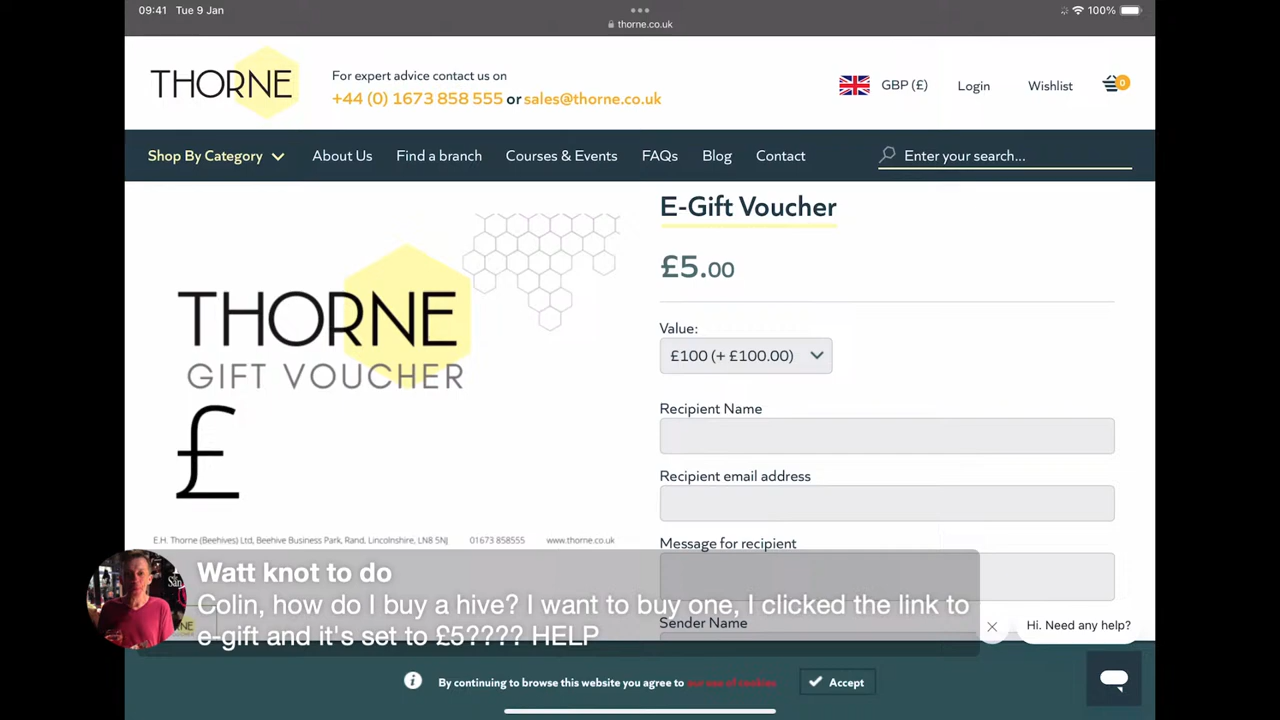 09:41 Tue 9 Jan
100%
thorne.co.uk
THORNE
For expert advice contact us on
+44 (0) 1673 858 555 or sales@thorne.co.uk
GBP (£)
Login
Wishlist
0
Shop By Category
About Us
Find a branch
Courses & Events
FAQs
Blog
Contact
Enter your search...
THORNE
GIFT VOUCHER
£
E.H. Thorne (Beehives) Ltd, Beehive Business Park, Rand, Lincolnshire, LN8 5NJ
01673 858555
www.thorne.co.uk
E-Gift Voucher
£5.00
Value:
£100 (+ £100.00)
Recipient Name
Recipient email address
Message for recipient
Sender Name
Watt knot to do
Colin, how do I buy a hive? I want to buy one, I clicked the link to
e-gift and it's set to £5???? HELP
Hi. Need any help?
By continuing to browse this website you agree to our use of cookies
Accept